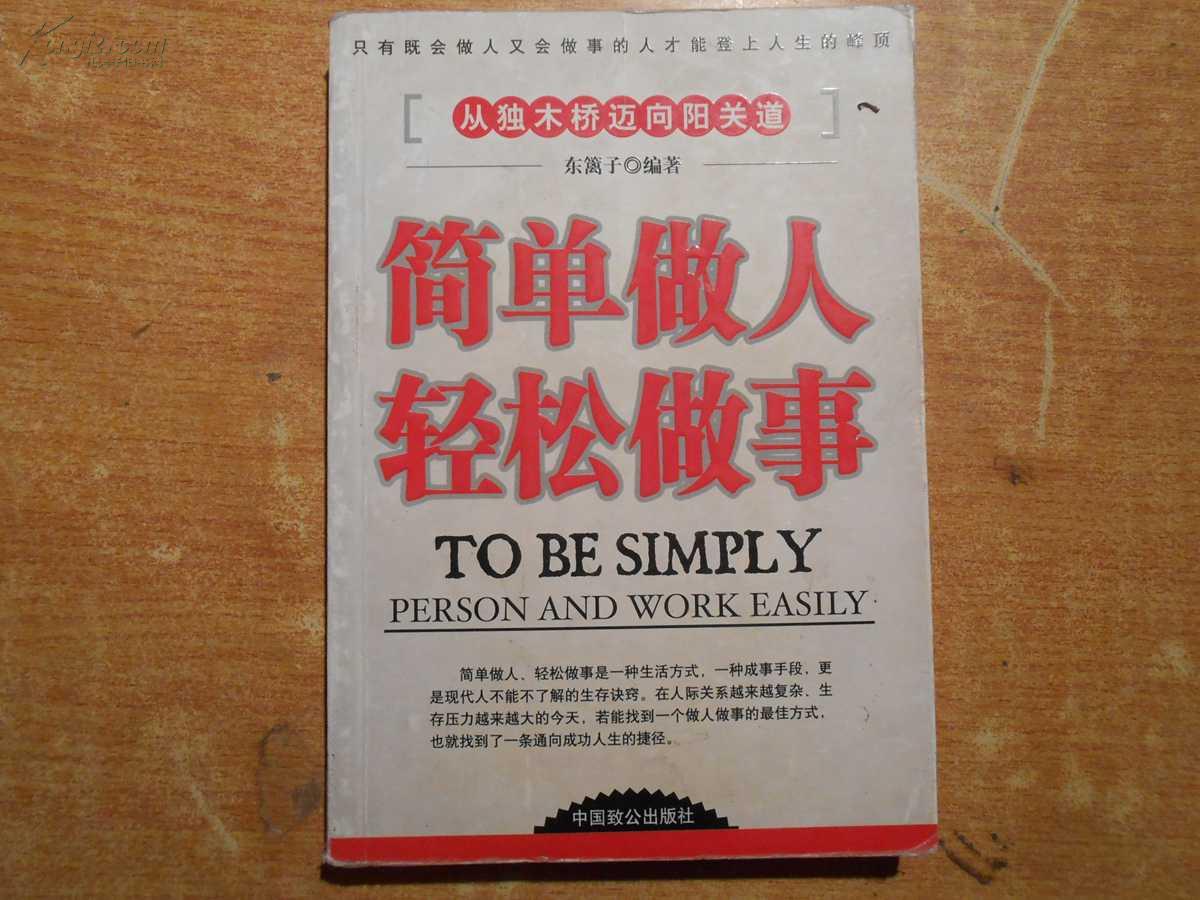 只有既会做人又会做事的人才能登上人生的峰顶
从独木桥迈向阳关道
东篱子◎编著
简单做人
轻松做事
TO BE SIMPLY
PERSON AND WORK EASILY
简单做人、轻松做事是一种生活方式，一种成事手段，更
是现代人不能不了解的生存诀窍。在人际关系越来越复杂、生
存压力越来越大的今天，若能找到一个做人做事的最佳方式，
也就找到了一条通向成功人生的捷径。
中国致公出版社